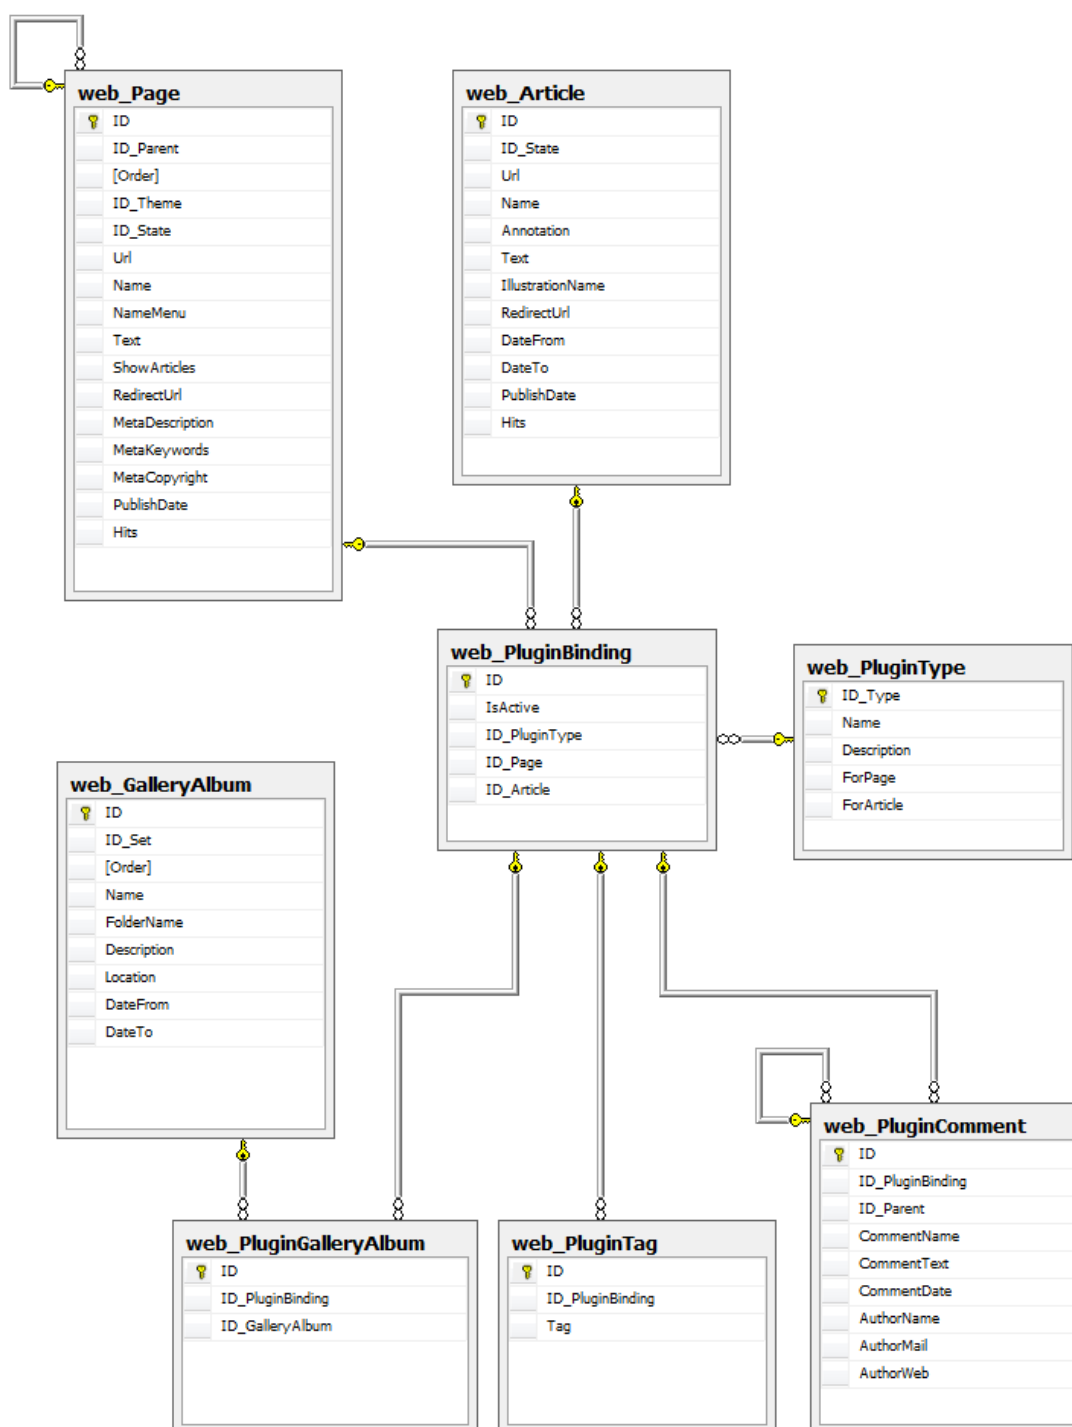 web_Page
ID
ID_Parent
[Order]
ID_Theme
ID_State
Url
Name
NameMenu
Text
ShowArticles
RedirectUrl
MetaDescription
MetaKeywords
MetaCopyright
PublishDate
Hits
web_Article
ID
ID_State
Url
Name
Annotation
Text
IllustrationName
RedirectUrl
DateFrom
DateTo
PublishDate
Hits
web_PluginBinding
ID
IsActive
ID_PluginType
ID_Page
ID_Article
web_PluginType
ID_Type
Name
Description
ForPage
ForArticle
web_GalleryAlbum
ID
ID_Set
[Order]
Name
FolderName
Description
Location
DateFrom
DateTo
web_PluginGalleryAlbum
ID
ID_PluginBinding
ID_GalleryAlbum
web_PluginTag
ID
ID_PluginBinding
Tag
web_PluginComment
ID
ID_PluginBinding
ID_Parent
CommentName
CommentText
CommentDate
AuthorName
AuthorMail
AuthorWeb